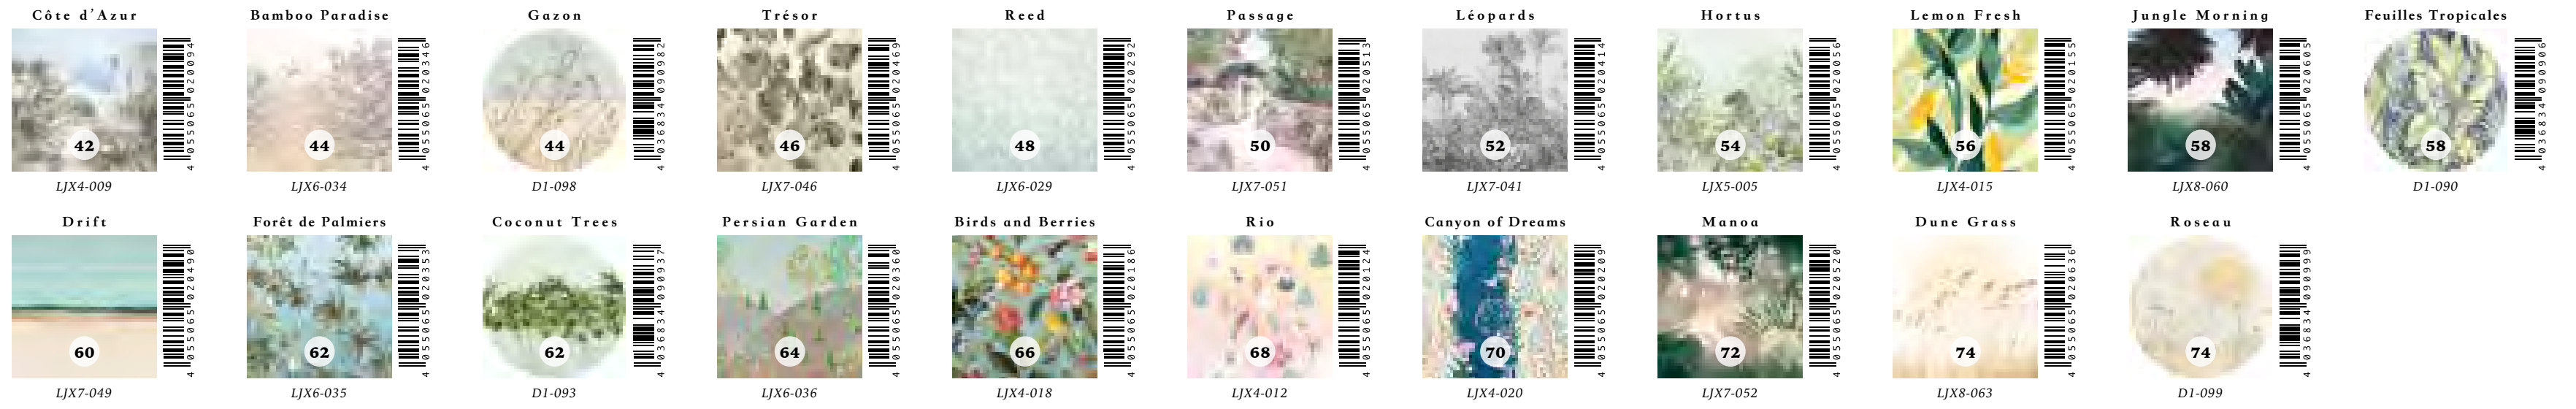 Côte d'Azur
42
4 055065 020094
LJX4-009
Bamboo Paradise
44
4 055065 020346
LJX6-034
Gazon
44
4 036834 090982
D1-098
Trésor
46
4 055065 020469
LJX7-046
Reed
48
4 055065 020292
LJX6-029
Passage
50
4 055065 020513
LJX7-051
Léopards
52
4 055065 020414
LJX7-041
Hortus
54
4 055065 020056
LJX5-005
Lemon Fresh
56
4 055065 020155
LJX4-015
Jungle Morning
58
4 055065 020605
LJX8-060
Feuilles Tropicales
58
4 036834 090906
D1-090
Drift
60
4 055065 020490
LJX7-049
Forêt de Palmiers
62
4 055065 020353
LJX6-035
Coconut Trees
62
4 036834 090937
D1-093
Persian Garden
64
4 055065 020360
LJX6-036
Birds and Berries
66
4 055065 020186
LJX4-018
Rio
68
4 055065 020124
LJX4-012
Canyon of Dreams
70
4 055065 020209
LJX4-020
Manoa
72
4 055065 020520
LJX7-052
Dune Grass
74
4 055065 020636
LJX8-063
Roseau
74
4 036834 090999
D1-099